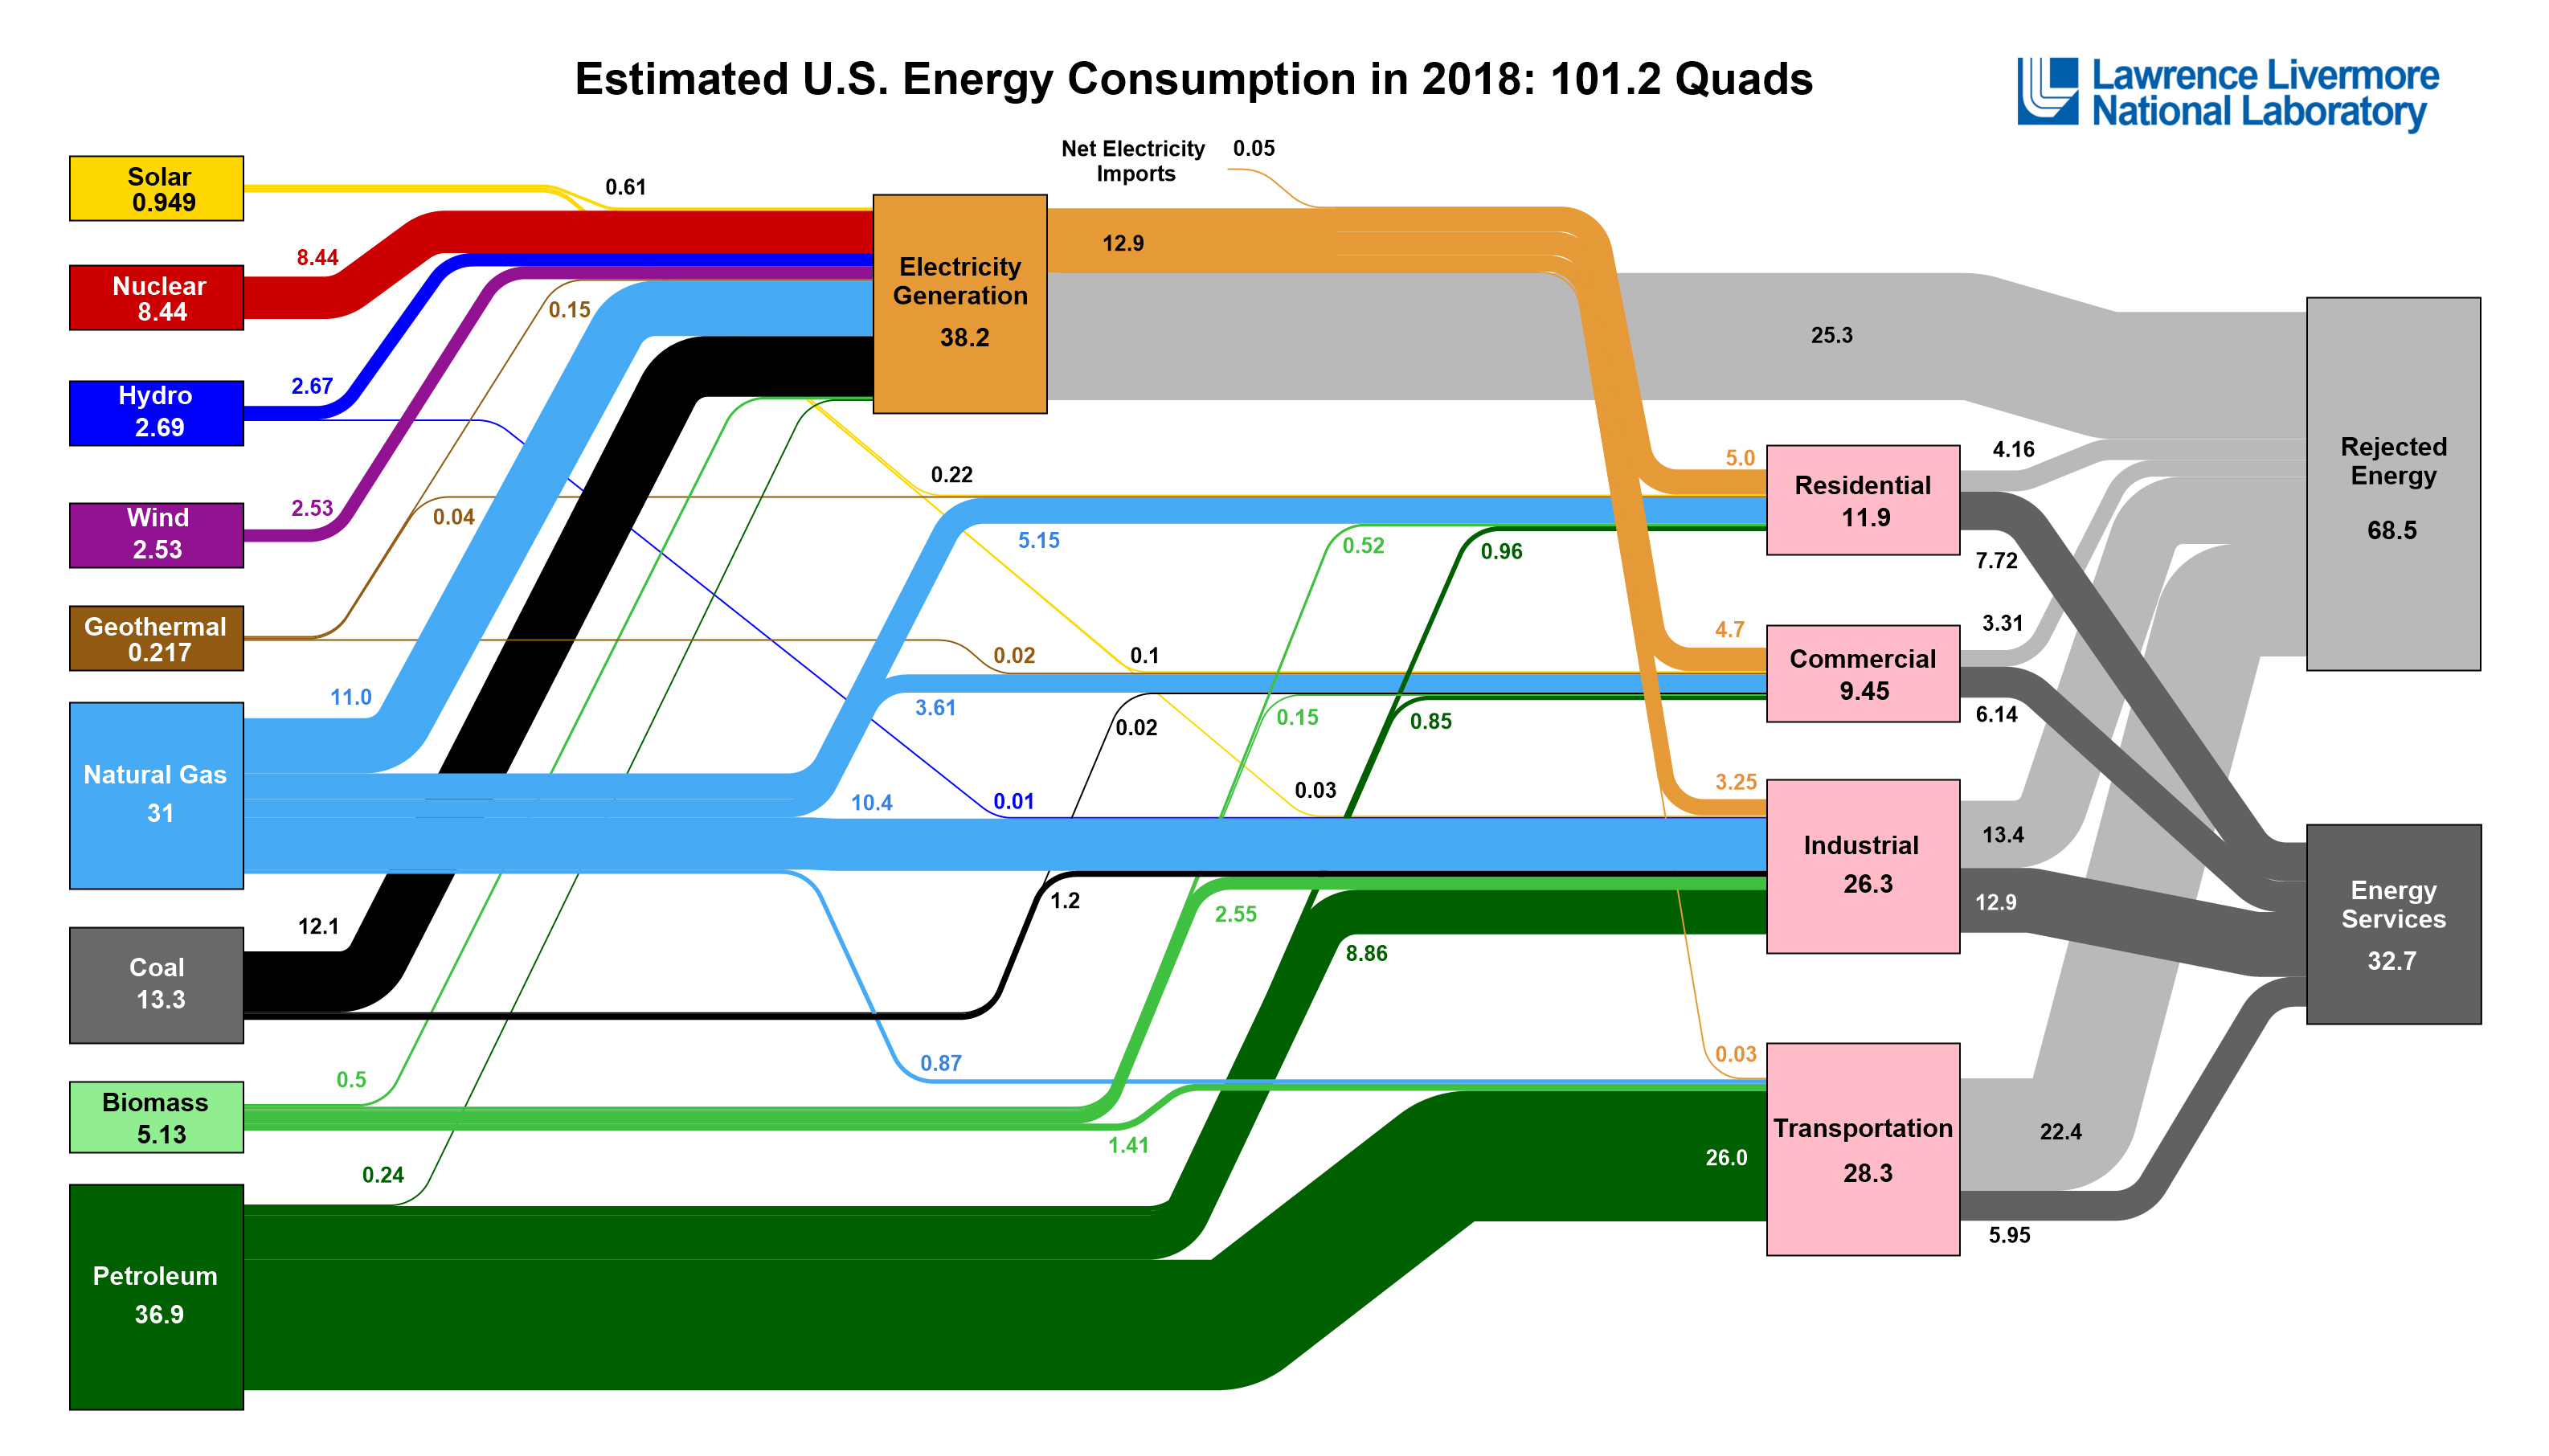 Estimated U.S. Energy Consumption in 2018: 101.2 Quads
Lawrence Livermore
National Laboratory
Net Electricity
Imports
0.05
Solar
0.949
0.61
Nuclear
8.44
8.44
Hydro
2.69
2.67
Wind
2.53
2.53
Geothermal
0.217
0.15
0.04
0.02
Natural Gas
31
11.0
5.15
3.61
10.4
0.87
Coal
13.3
12.1
0.02
1.2
Biomass
5.13
0.5
0.52
0.15
2.55
1.41
Petroleum
36.9
0.24
0.96
0.85
8.86
26.0
0.22
0.1
0.03
0.01
Electricity
Generation
38.2
12.9
25.3
5.0
4.7
3.25
0.03
Residential
11.9
4.16
7.72
Commercial
9.45
3.31
6.14
Industrial
26.3
13.4
12.9
Transportation
28.3
22.4
5.95
Rejected
Energy
68.5
Energy
Services
32.7